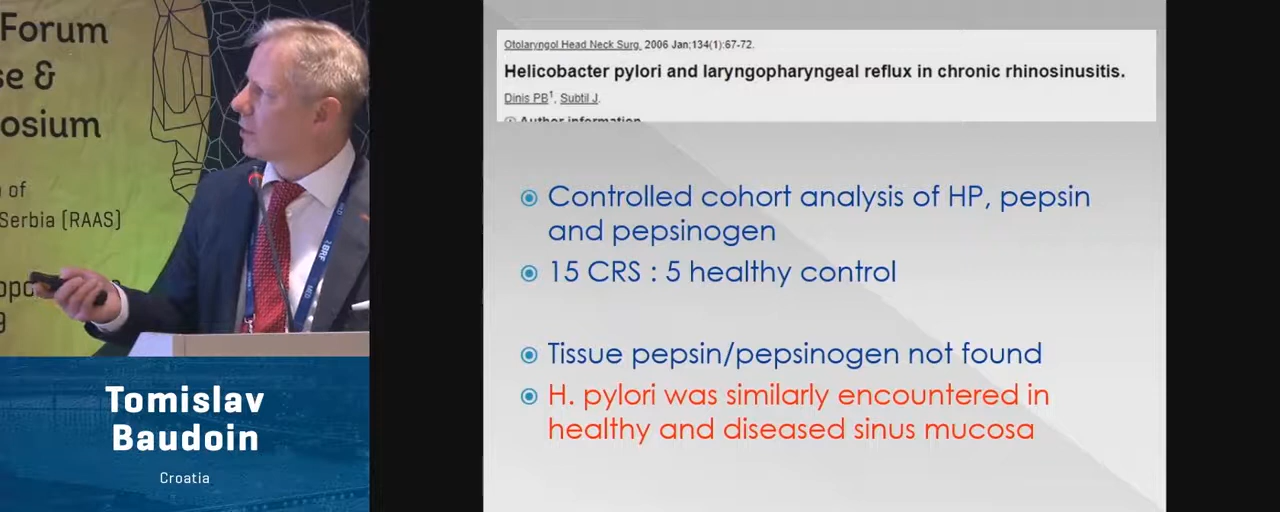 Forum
&
of
Serbia (RAAS)
Tomislav
Baudoin
Croatia
Otolaryngol Head Neck Surg. 2006 Jan;134(1):67-72.
Helicobacter pylori and laryngopharyngeal reflux in chronic rhinosinusitis.
Dinis PB1, Subtil J.
Author information
Controlled cohort analysis of HP, pepsin
and pepsinogen
15 CRS : 5 healthy control
Tissue pepsin/pepsinogen not found
H. pylori was similarly encountered in
healthy and diseased sinus mucosa